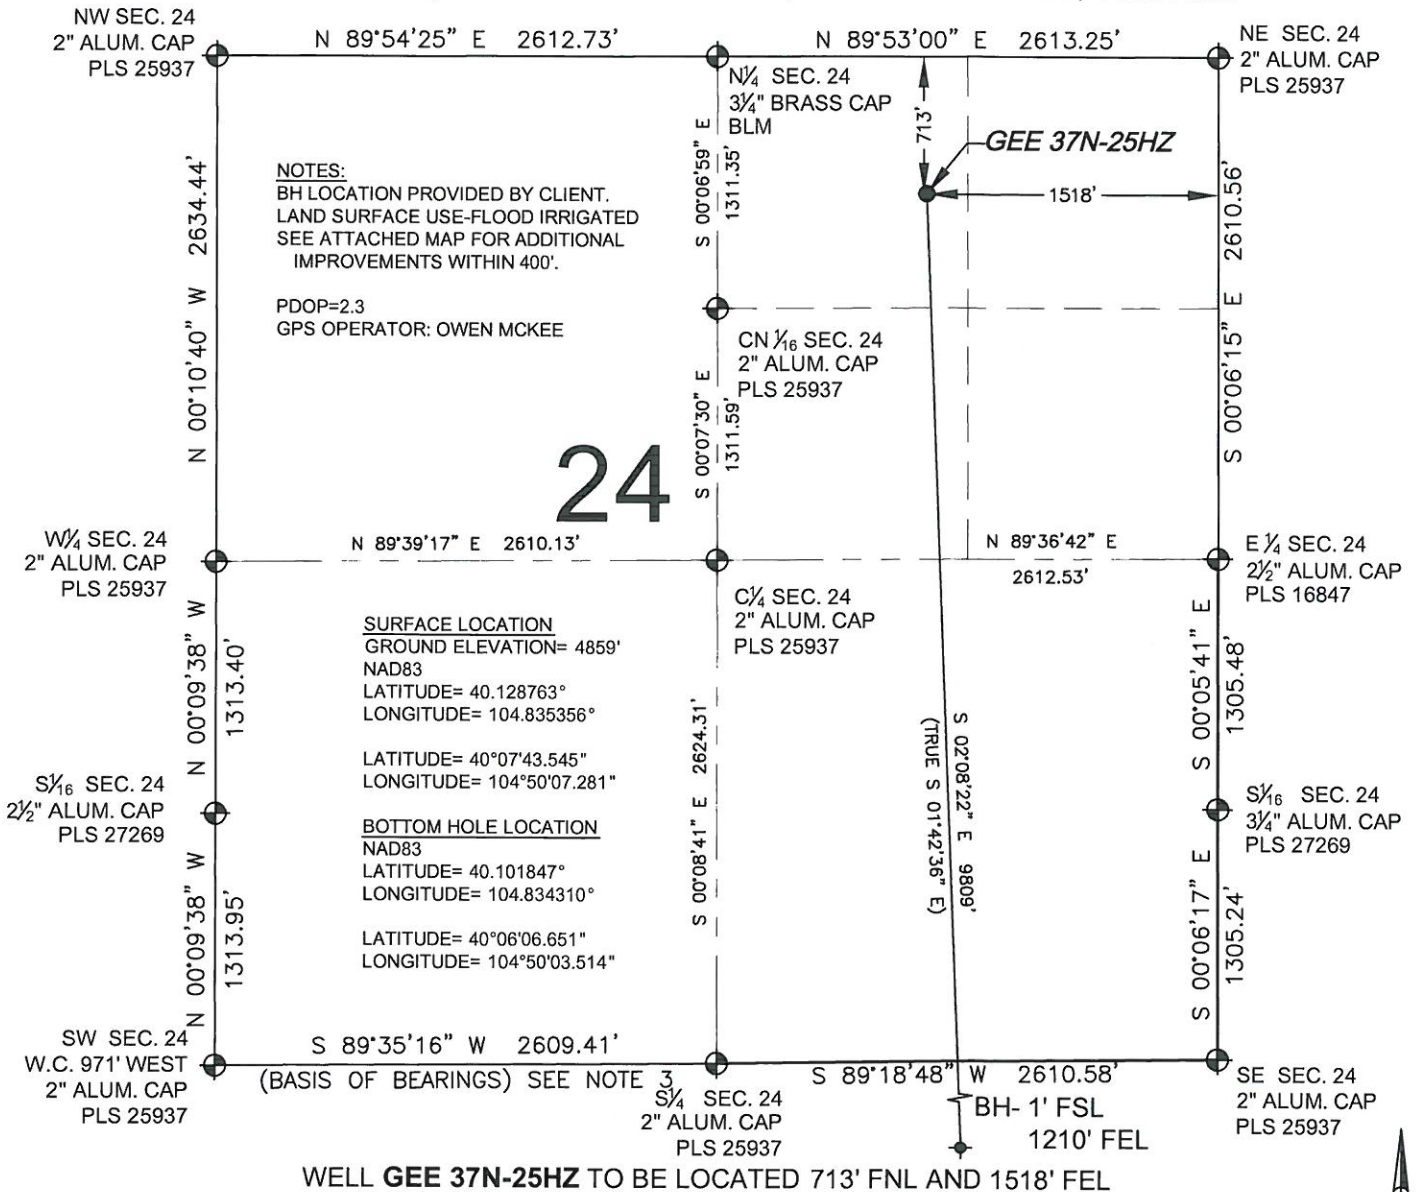 NW SEC. 24
2" ALUM. CAP
PLS 25937
N 89°54'25" E 2612.73'
N 89°53'00" E 2613.25'
NE SEC. 24
2" ALUM. CAP
PLS 25937
N¼ SEC. 24
3¼" BRASS CAP
BLM
713'
GEE 37N-25HZ
1518'
N 00°10'40" W 2634.44'
NOTES:
BH LOCATION PROVIDED BY CLIENT.
LAND SURFACE USE-FLOOD IRRIGATED
SEE ATTACHED MAP FOR ADDITIONAL
IMPROVEMENTS WITHIN 400'.
PDOP=2.3
GPS OPERATOR: OWEN MCKEE
S 00°06'59" E
1311.35'
S 00°06'15" E 2610.56'
CN 1⁄16 SEC. 24
2" ALUM. CAP
PLS 25937
S 00°07'30" E
1311.59'
24
W¼ SEC. 24
2" ALUM. CAP
PLS 25937
N 89°39'17" E 2610.13'
N 89°36'42" E
2612.53'
E ¼ SEC. 24
2½" ALUM. CAP
PLS 16847
C¼ SEC. 24
2" ALUM. CAP
PLS 25937
N 00°09'38" W
1313.40'
SURFACE LOCATION
GROUND ELEVATION= 4859'
NAD83
LATITUDE= 40.128763°
LONGITUDE= 104.835356°
LATITUDE= 40°07'43.545"
LONGITUDE= 104°50'07.281"
S 00°08'41" E 2624.31'
S 02°08'22" E 9809'
(TRUE S 01°42'36" E)
S 00°05'41" E
1305.48'
S1⁄16 SEC. 24
2½" ALUM. CAP
PLS 27269
S1⁄16 SEC. 24
3¼" ALUM. CAP
PLS 27269
BOTTOM HOLE LOCATION
NAD83
LATITUDE= 40.101847°
LONGITUDE= 104.834310°
LATITUDE= 40°06'06.651"
LONGITUDE= 104°50'03.514"
N 00°09'38" W
1313.95'
S 00°06'17" E
1305.24'
SW SEC. 24
W.C. 971' WEST
2" ALUM. CAP
PLS 25937
S 89°35'16" W 2609.41'
(BASIS OF BEARINGS) SEE NOTE 3
S¼ SEC. 24
2" ALUM. CAP
PLS 25937
S 89°18'48" W 2610.58'
BH- 1' FSL
1210' FEL
SE SEC. 24
2" ALUM. CAP
PLS 25937
WELL GEE 37N-25HZ TO BE LOCATED 713' FNL AND 1518' FEL